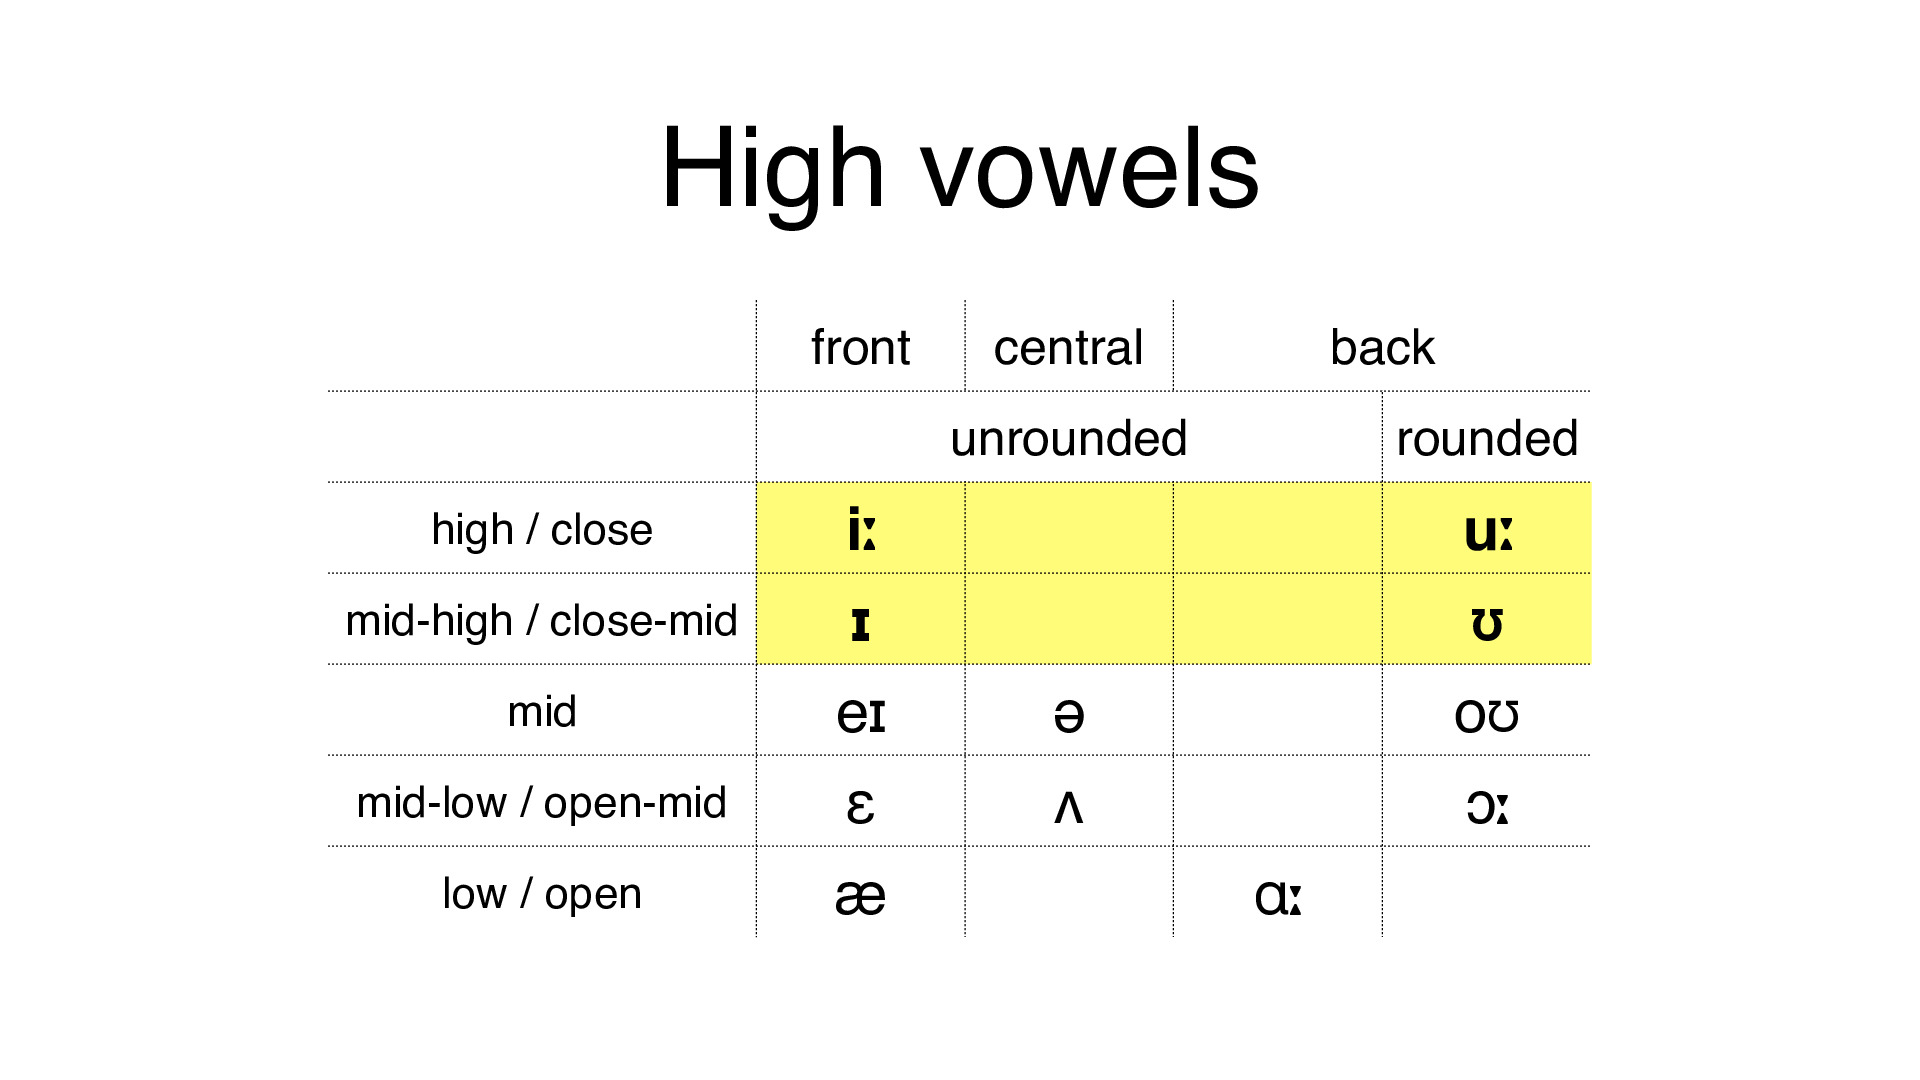 High vowels
front central back
unrounded rounded
high / close iː uː
mid-high / close-mid ɪ ʊ
mid eɪ ə oʊ
mid-low / open-mid ɛ ʌ ɔː
low / open æ ɑː